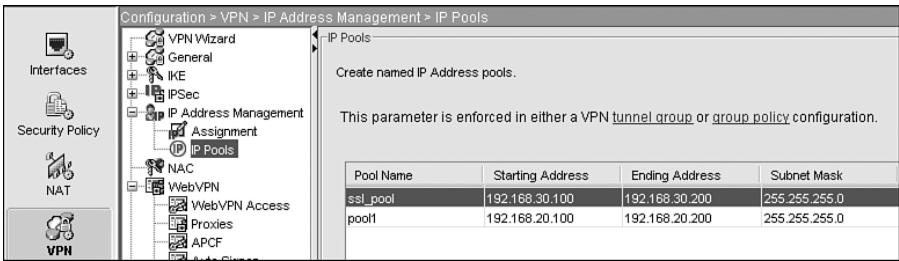 Configuration > VPN > IP Address Management > IP Pools
Interfaces
Security Policy
NAT
VPN
VPN Wizard
General
IKE
IPSec
IP Address Management
Assignment
IP Pools
NAC
WebVPN
WebVPN Access
Proxies
APCF
IP Pools
Create named IP Address pools.
This parameter is enforced in either a VPN tunnel group or group policy configuration.
Pool Name Starting Address Ending Address Subnet Mask
ssl_pool 192.168.30.100 192.168.30.200 255.255.255.0
pool1 192.168.20.100 192.168.20.200 255.255.255.0